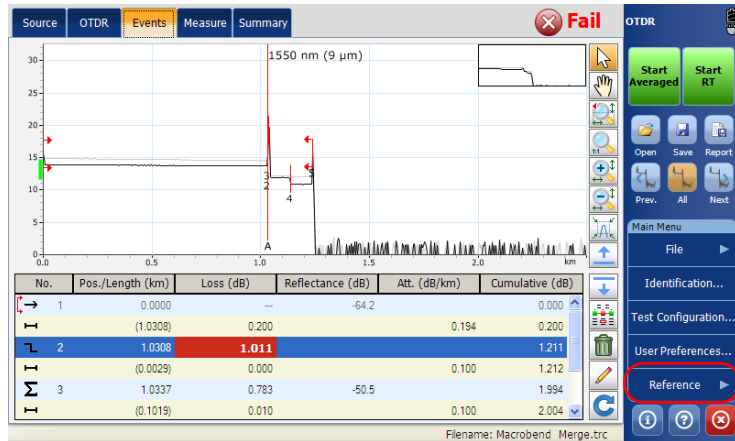 Source OTDR Events Measure Summary Fail OTDR
1550 nm (9 µm)
30
25
20
15
10
5
0
0.0 0.5 1.0 1.5 2.0 km
3
2
4
5
A
1:1
Start Averaged Start RT
Open Save Report
Prev. All Next
Main Menu
File
Identification...
Test Configuration...
User Preferences...
Reference
No. Pos./Length (km) Loss (dB) Reflectance (dB) Att. (dB/km) Cumulative (dB)
1 0.0000 --- -64.2 0.000
(1.0308) 0.200 0.194 0.200
2 1.0308 1.011 1.211
(0.0029) 0.000 0.100 1.212
Σ 3 1.0337 0.783 -50.5 1.994
(0.1019) 0.010 0.100 2.004
Filename: Macrobend Merge.trc